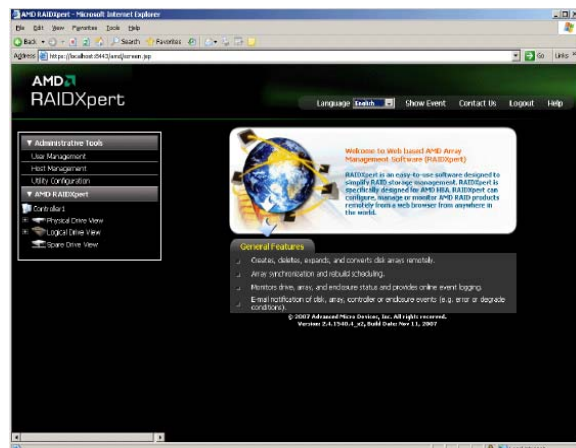 AMD RAIDXpert - Microsoft Internet Explorer
File Edit View Favorites Tools Help
Back Search Favorites
Address https://localhost:8443/amd/screen.jsp Go Links
AMD
RAIDXpert
Language English Show Event Contact Us Logout Help
Administrative Tools
User Management
Host Management
Utility Configuration
AMD RAIDXpert
Controller1
Physical Drive View
Logical Drive View
Spare Drive View
Welcome to Web based AMD Array
Management Software (RAIDXpert)
RAIDXpert is an easy-to-use software designed to
simplify RAID storage management. RAIDXpert is
specifically designed for AMD HBA. RAIDXpert can
configure, manage or monitor AMD RAID products
remotely from a web browser from anywhere in
the world.
General Features
Creates, deletes, expands, and converts disk arrays remotely.
Array synchronization and rebuild scheduling.
Monitors drive, array, and enclosure status and provides online event logging.
E-mail notification of disk, array, controller or enclosure events (e.g. error or degrade
conditions).
© 2007 Advanced Micro Devices, Inc. All rights reserved.
Version: 2.4.1540.4_v2, Build Date: Nov 11, 2007